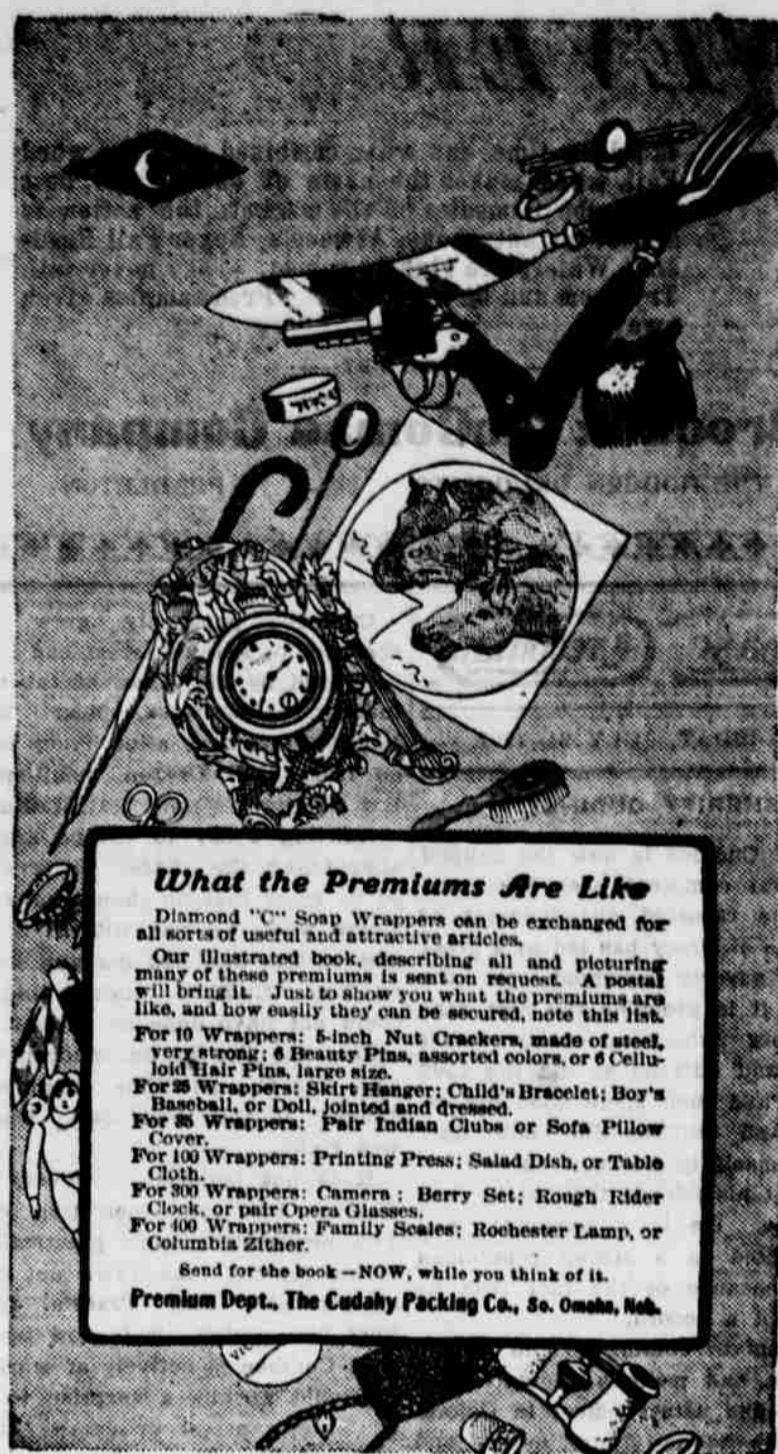 What the Premiums Are Like
Diamond "C" Soap Wrappers can be exchanged for
all sorts of useful and attractive articles.
Our illustrated book, describing all and picturing
many of these premiums is sent on request. A postal
will bring it. Just to show you what the premiums are
like, and how easily they can be secured, note this list.
For 10 Wrappers: 5-inch Nut Crackers, made of steel,
very strong; 6 Beauty Pins, assorted colors, or 6 Cellu-
loid Hair Pins, large size.
For 25 Wrappers: Skirt Hanger; Child's Bracelet; Boy's
Baseball, or Doll, jointed and dressed.
For 35 Wrappers: Pair Indian Clubs or Sofa Pillow
Cover.
For 100 Wrappers: Printing Press; Salad Dish, or Table
Cloth.
For 300 Wrappers: Camera; Berry Set; Rough Rider
Clock, or pair Opera Glasses.
For 400 Wrappers: Family Scales; Rochester Lamp, or
Columbia Zither.
Send for the book—NOW, while you think of it.
Premium Dept., The Cudahy Packing Co., So. Omaha, Neb.